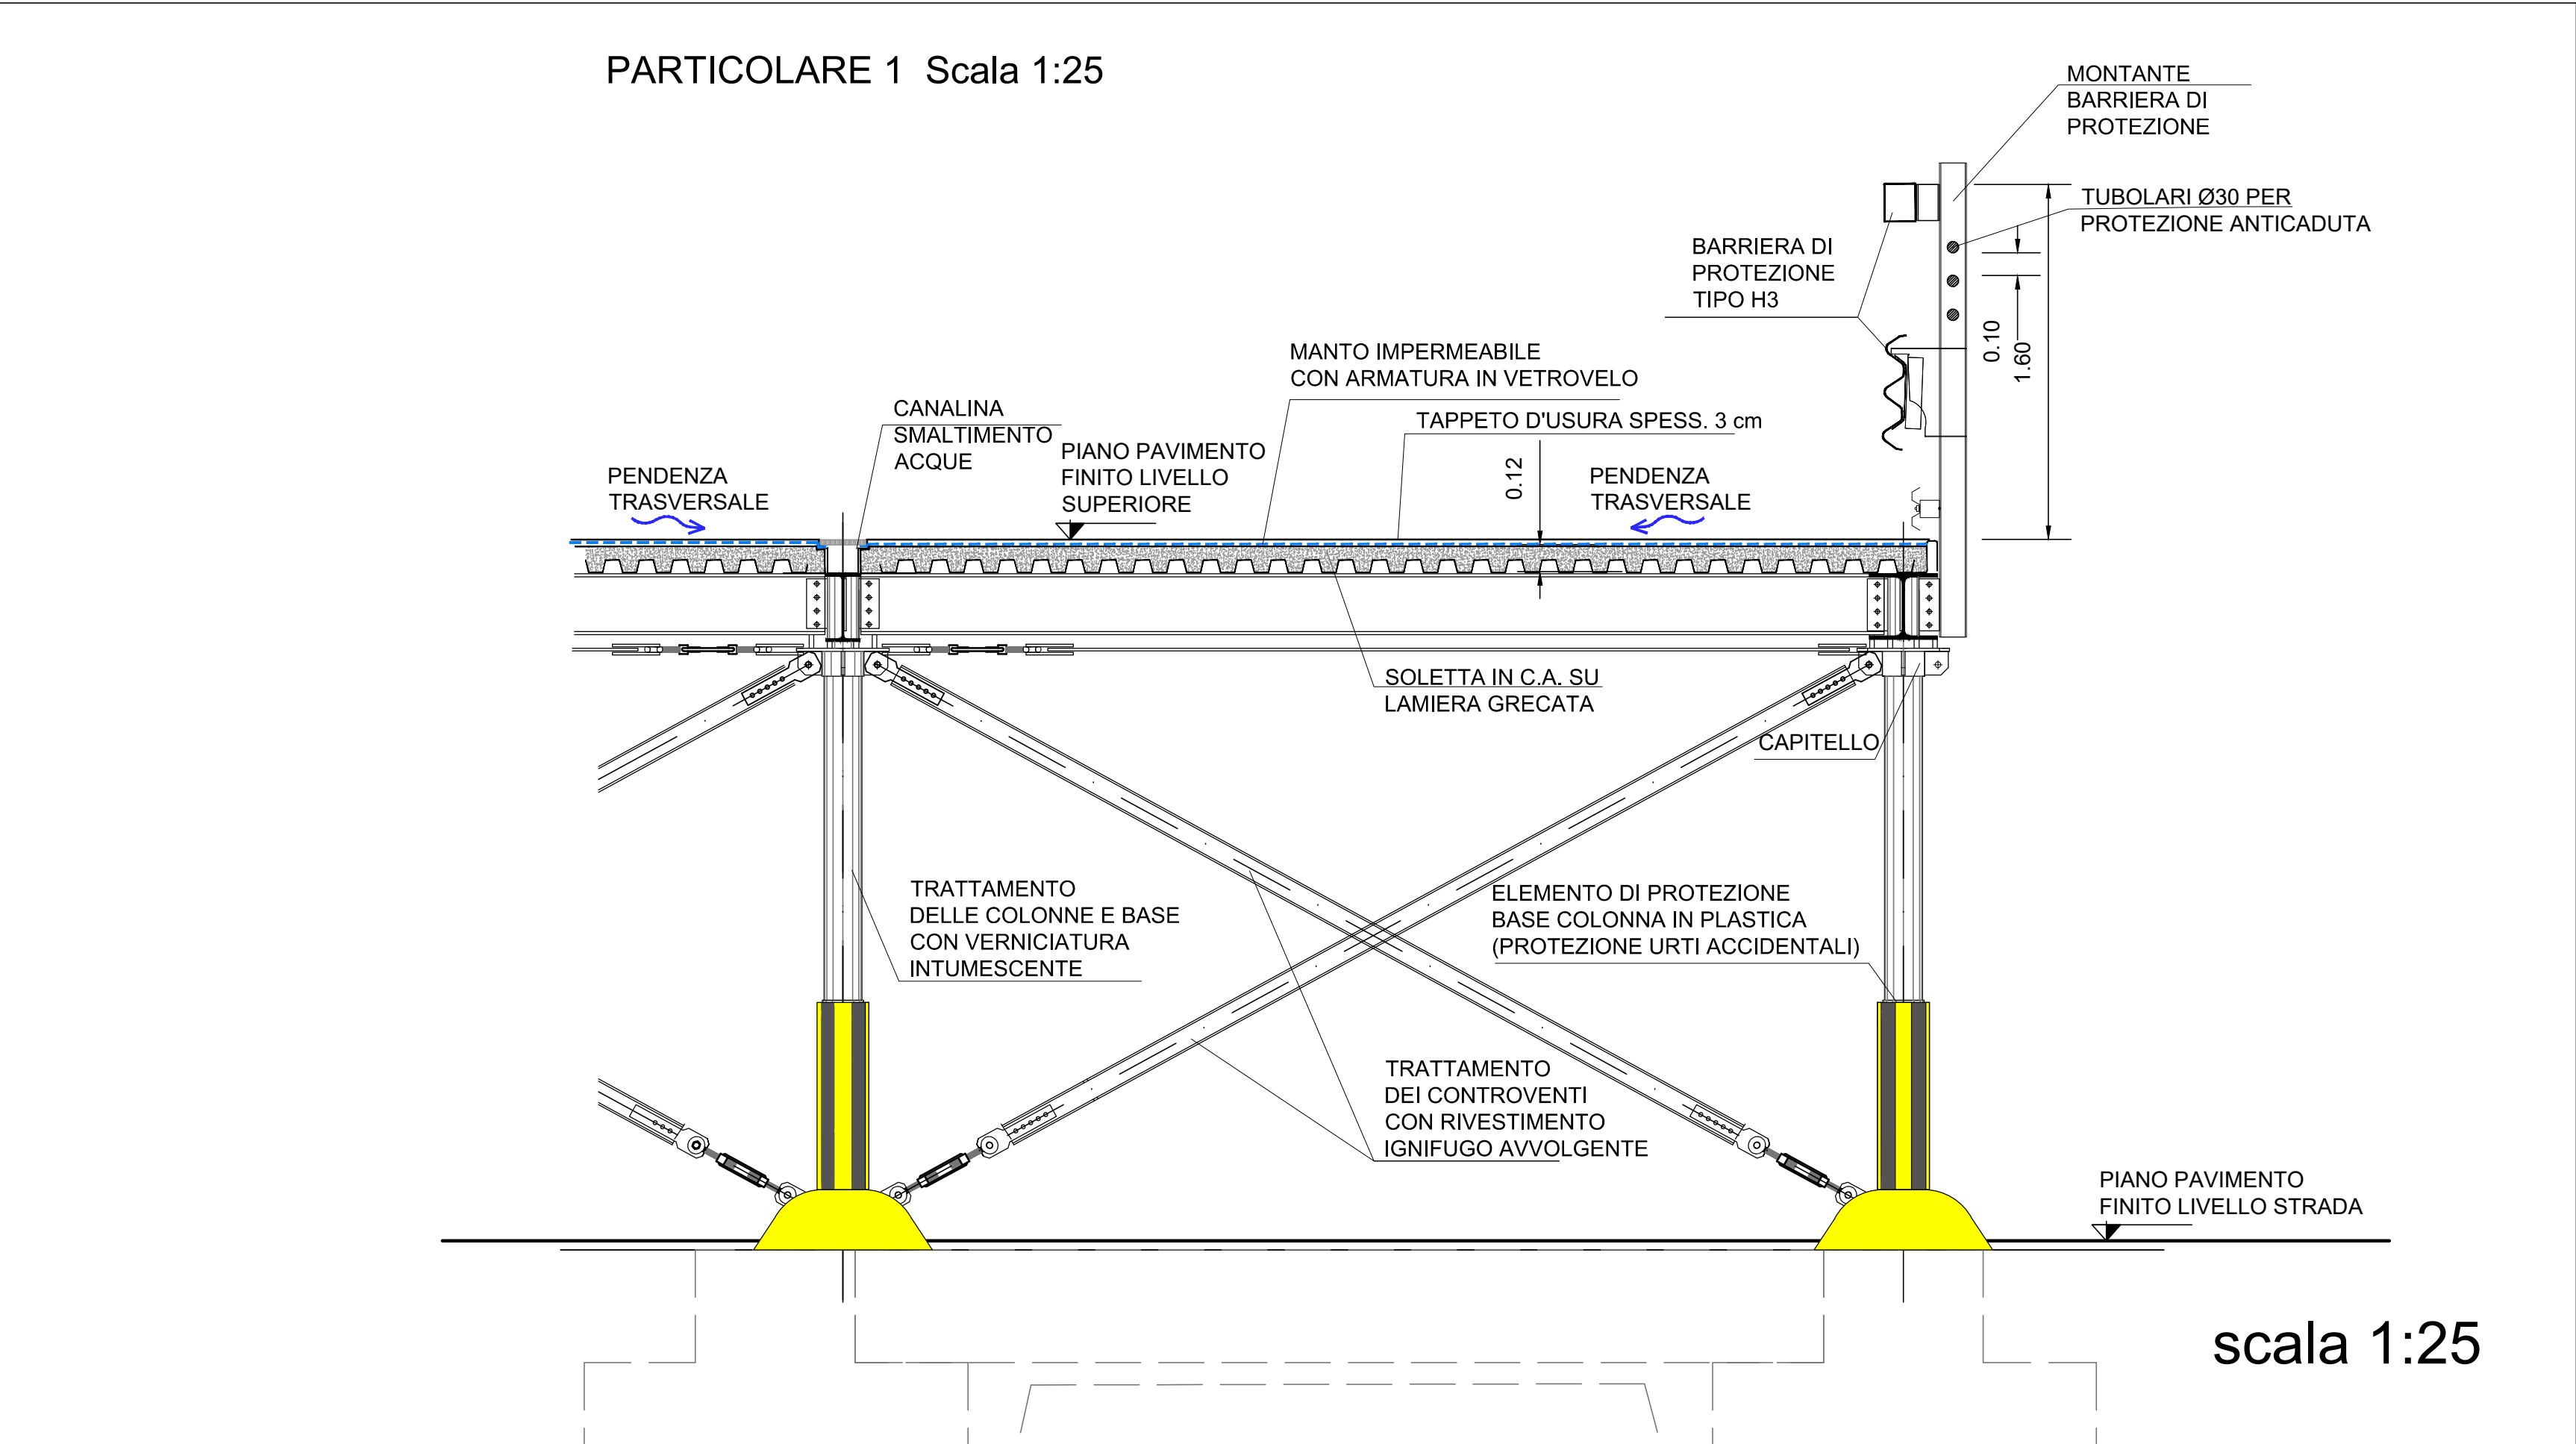 PARTICOLARE 1  Scala 1:25
MONTANTE
BARRIERA DI
PROTEZIONE
TUBOLARI Ø30 PER
PROTEZIONE ANTICADUTA
BARRIERA DI
PROTEZIONE
TIPO H3
0.10
1.60
MANTO IMPERMEABILE
CON ARMATURA IN VETROVELO
TAPPETO D'USURA SPESS. 3 cm
CANALINA
SMALTIMENTO
ACQUE
PIANO PAVIMENTO
FINITO LIVELLO
SUPERIORE
0.12
PENDENZA
TRASVERSALE
PENDENZA
TRASVERSALE
SOLETTA IN C.A. SU
LAMIERA GRECATA
CAPITELLO
TRATTAMENTO
DELLE COLONNE E BASE
CON VERNICIATURA
INTUMESCENTE
ELEMENTO DI PROTEZIONE
BASE COLONNA IN PLASTICA
(PROTEZIONE URTI ACCIDENTALI)
TRATTAMENTO
DEI CONTROVENTI
CON RIVESTIMENTO
IGNIFUGO AVVOLGENTE
PIANO PAVIMENTO
FINITO LIVELLO STRADA
scala 1:25